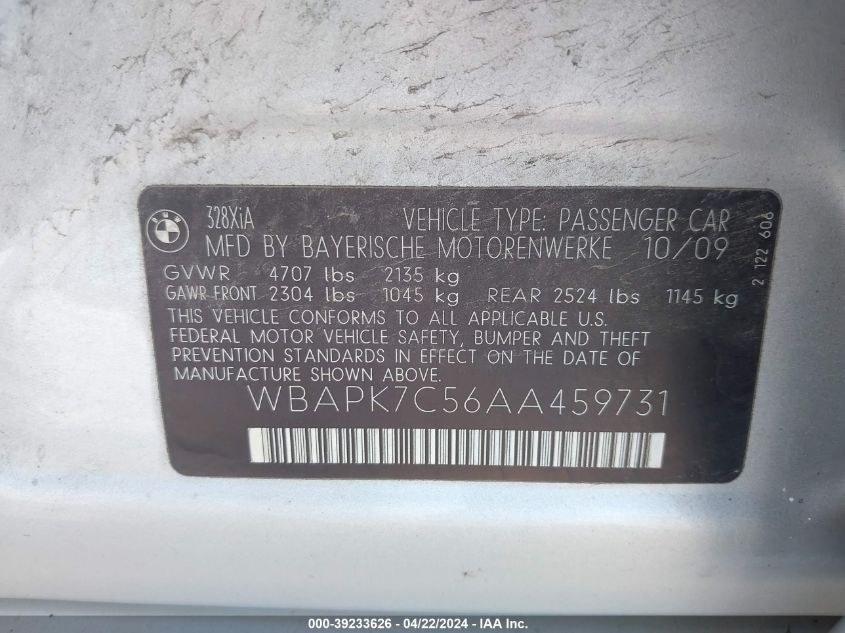 BMW
328XiA VEHICLE TYPE: PASSENGER CAR
MFD BY BAYERISCHE MOTORENWERKE 10/09
GVWR 4707 lbs 2135 kg
GAWR FRONT 2304 lbs 1045 kg REAR 2524 lbs 1145 kg
THIS VEHICLE CONFORMS TO ALL APPLICABLE U.S.
FEDERAL MOTOR VEHICLE SAFETY, BUMPER AND THEFT
PREVENTION STANDARDS IN EFFECT ON THE DATE OF
MANUFACTURE SHOWN ABOVE.
WBAPK7C56AA459731
2 122 606
000-39233626 - 04/22/2024 - IAA Inc.